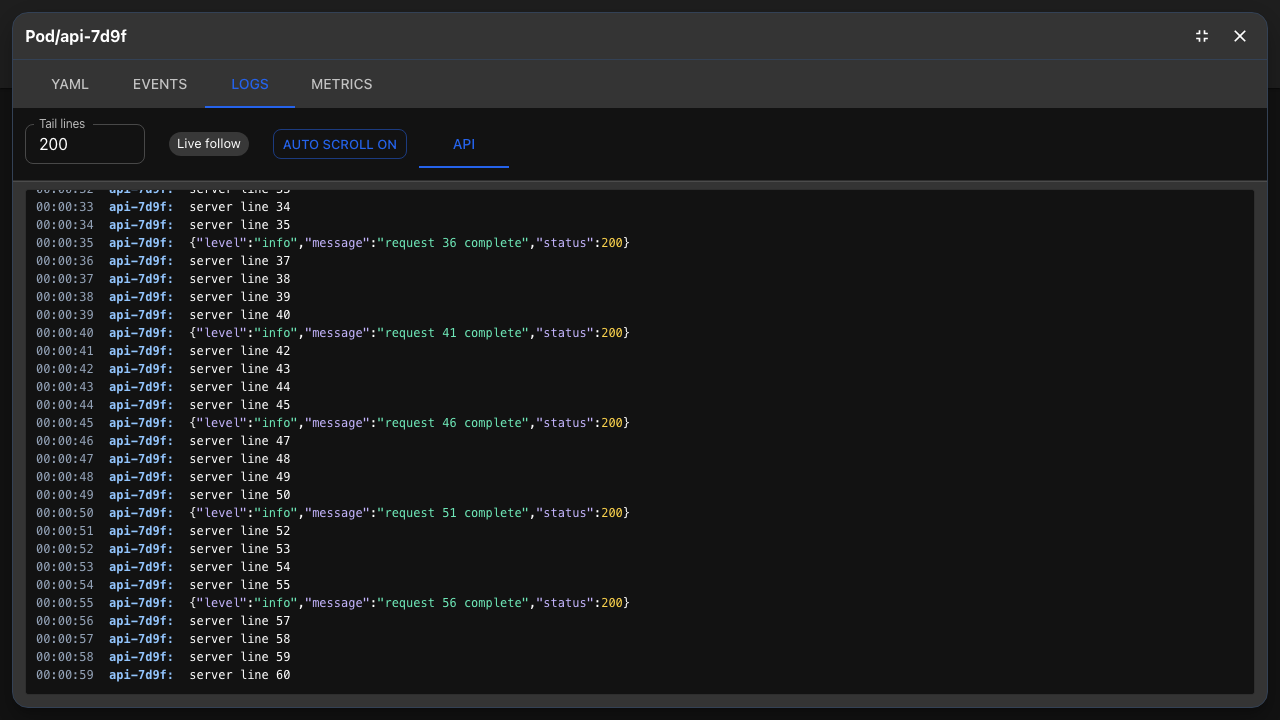 Pod/api-7d9f
YAML EVENTS LOGS METRICS
Tail lines
200 Live follow AUTO SCROLL ON API
00:00:32 api-7d9f: server line 33
00:00:33 api-7d9f: server line 34
00:00:34 api-7d9f: server line 35
00:00:35 api-7d9f: {"level":"info","message":"request 36 complete","status":200}
00:00:36 api-7d9f: server line 37
00:00:37 api-7d9f: server line 38
00:00:38 api-7d9f: server line 39
00:00:39 api-7d9f: server line 40
00:00:40 api-7d9f: {"level":"info","message":"request 41 complete","status":200}
00:00:41 api-7d9f: server line 42
00:00:42 api-7d9f: server line 43
00:00:43 api-7d9f: server line 44
00:00:44 api-7d9f: server line 45
00:00:45 api-7d9f: {"level":"info","message":"request 46 complete","status":200}
00:00:46 api-7d9f: server line 47
00:00:47 api-7d9f: server line 48
00:00:48 api-7d9f: server line 49
00:00:49 api-7d9f: server line 50
00:00:50 api-7d9f: {"level":"info","message":"request 51 complete","status":200}
00:00:51 api-7d9f: server line 52
00:00:52 api-7d9f: server line 53
00:00:53 api-7d9f: server line 54
00:00:54 api-7d9f: server line 55
00:00:55 api-7d9f: {"level":"info","message":"request 56 complete","status":200}
00:00:56 api-7d9f: server line 57
00:00:57 api-7d9f: server line 58
00:00:58 api-7d9f: server line 59
00:00:59 api-7d9f: server line 60